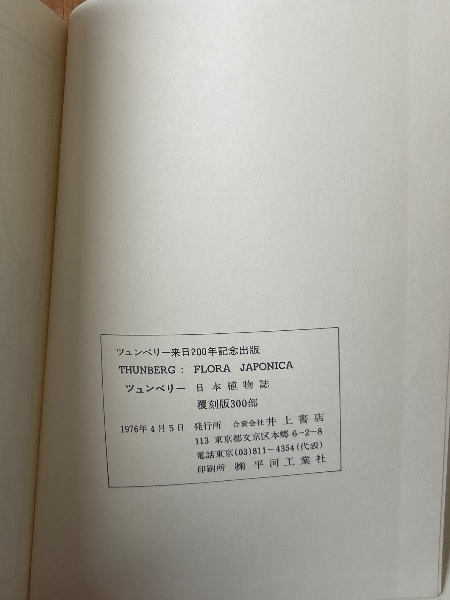 ツュンベリー来日200年記念出版
THUNBERG : FLORA JAPONICA
ツュンベリー 日本植物誌
覆刻版300部
1976年4月5日 発行所 合資会社 井上書店
113 東京都文京区本郷6-2-8
電話東京(03)811-4354(代表)
印刷所 ㈱ 平河工業社